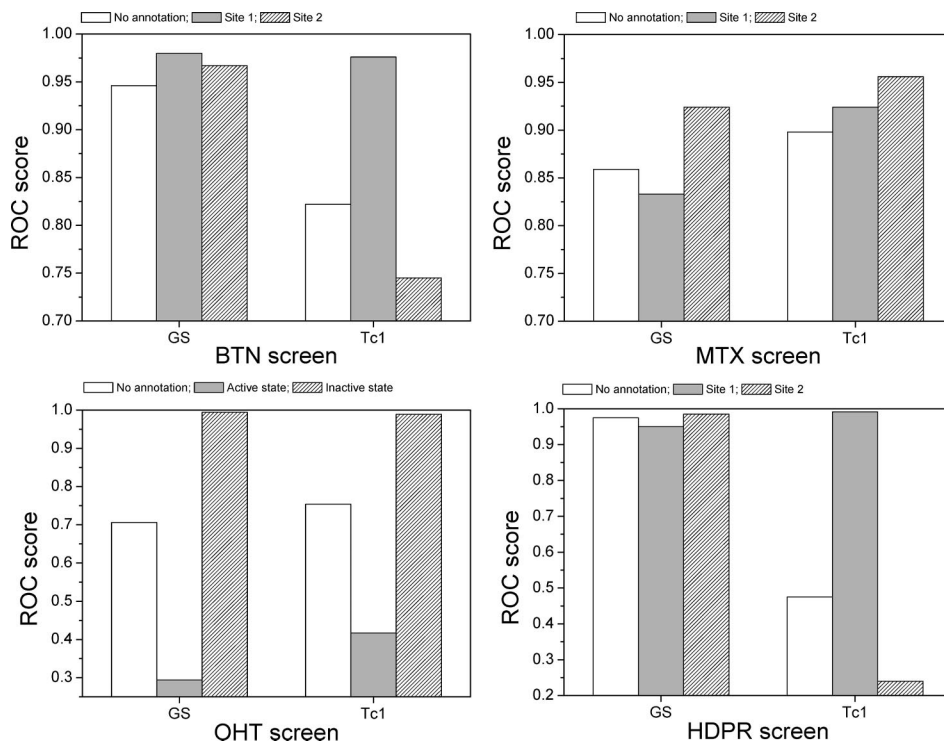 No annotation; Site 1; Site 2
1.00
0.95
0.90
0.85
0.80
0.75
0.70
ROC score
GS Tc1
BTN screen
No annotation; Site 1; Site 2
1.00
0.95
0.90
0.85
0.80
0.75
0.70
ROC score
GS Tc1
MTX screen
No annotation; Active state; Inactive state
1.0
0.9
0.8
0.7
0.6
0.5
0.4
0.3
ROC score
GS Tc1
OHT screen
No annotation; Site 1; Site 2
1.0
0.9
0.8
0.7
0.6
0.5
0.4
0.3
0.2
ROC score
GS Tc1
HDPR screen